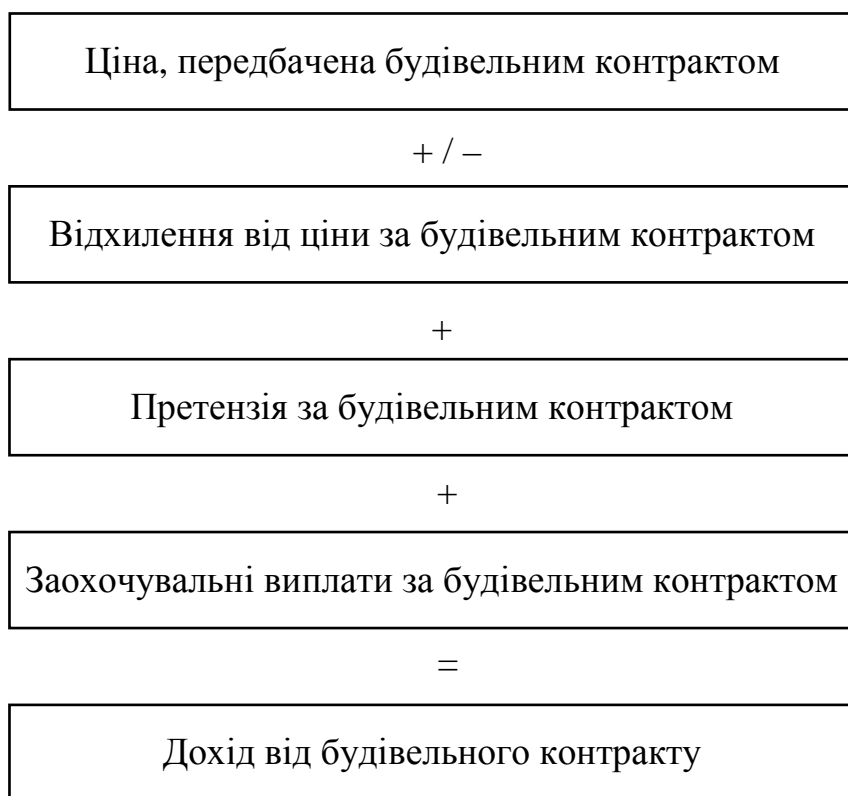 Ціна, передбачена будівельним контрактом
+ / –
Відхилення від ціни за будівельним контрактом
+
Претензія за будівельним контрактом
+
Заохочувальні виплати за будівельним контрактом
=
Дохід від будівельного контракту